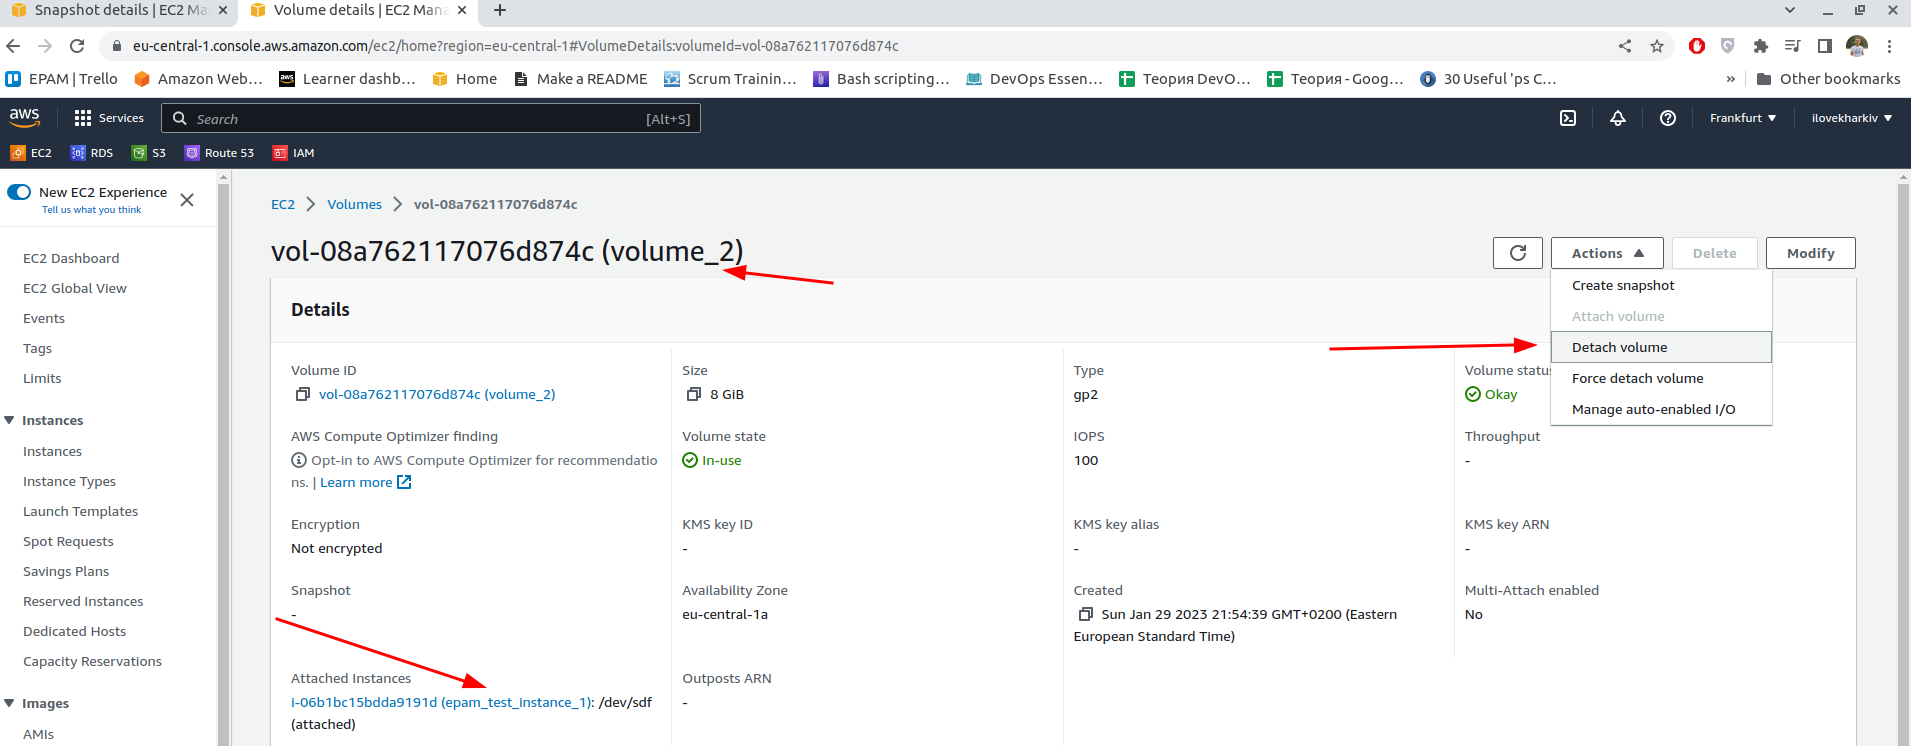 Snapshot details | EC2 Ma
Volume details | EC2 Mana
eu-central-1.console.aws.amazon.com/ec2/home?region=eu-central-1#VolumeDetails:volumeId=vol-08a762117076d874c
EPAM | Trello
Amazon Web...
aws
Learner dashb...
Home
Make a README
Scrum Trainin...
Bash scripting...
DevOps Essen...
Теория DevO...
Теория - Goog...
30 Useful 'ps C...
»
Other bookmarks
aws
Services
Search
[Alt+S]
Frankfurt
ilovekharkiv
EC2
RDS
S3
Route 53
IAM
New EC2 Experience
Tell us what you think
EC2 Dashboard
EC2 Global View
Events
Tags
Limits
Instances
Instances
Instance Types
Launch Templates
Spot Requests
Savings Plans
Reserved Instances
Dedicated Hosts
Capacity Reservations
Images
AMIs
EC2 > Volumes > vol-08a762117076d874c
vol-08a762117076d874c (volume_2)
Actions
Delete
Modify
Create snapshot
Attach volume
Detach volume
Force detach volume
Manage auto-enabled I/O
Details
Volume ID
vol-08a762117076d874c (volume_2)
Size
8 GiB
Type
gp2
Volume statu
Okay
AWS Compute Optimizer finding
Opt-in to AWS Compute Optimizer for recommendatio
ns. | Learn more
Volume state
In-use
IOPS
100
Throughput
-
Encryption
Not encrypted
KMS key ID
-
KMS key alias
-
KMS key ARN
-
Snapshot
-
Availability Zone
eu-central-1a
Created
Sun Jan 29 2023 21:54:39 GMT+0200 (Eastern
European Standard Time)
Multi-Attach enabled
No
Attached Instances
i-06b1bc15bdda9191d (epam_test_instance_1): /dev/sdf
(attached)
Outposts ARN
-